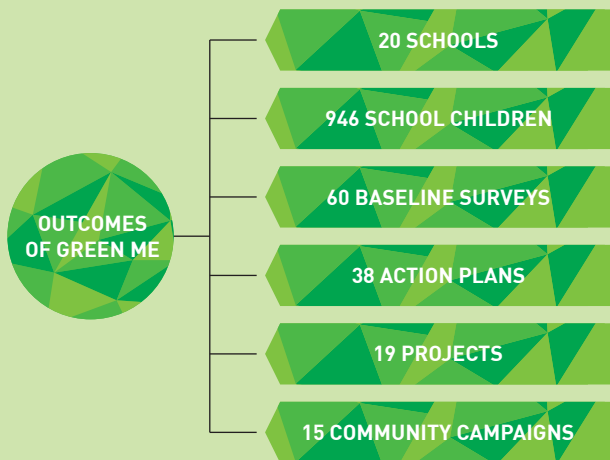 OUTCOMES
OF GREEN ME
20 SCHOOLS
946 SCHOOL CHILDREN
60 BASELINE SURVEYS
38 ACTION PLANS
19 PROJECTS
15 COMMUNITY CAMPAIGNS